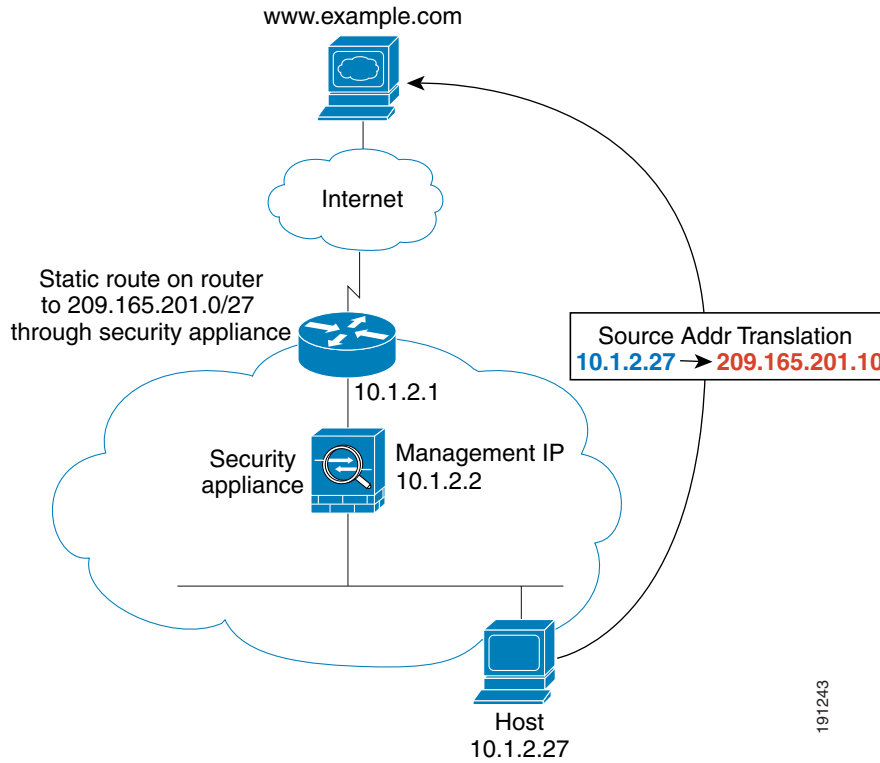 www.example.com
Internet
Static route on router
to 209.165.201.0/27
through security appliance
Source Addr Translation
10.1.2.27 → 209.165.201.10
10.1.2.1
Security
appliance
Management IP
10.1.2.2
Host
10.1.2.27
191243